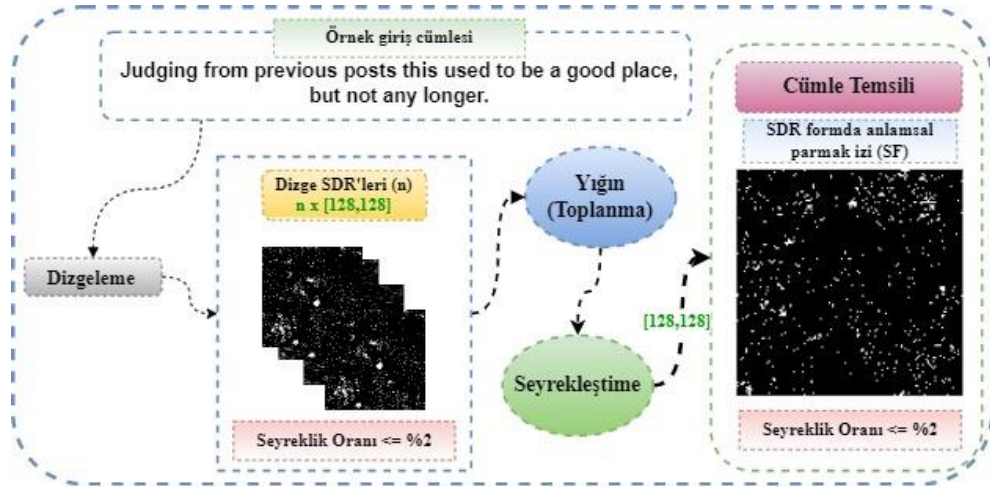 Örnek giriş cümlesi
Judging from previous posts this used to be a good place,
but not any longer.
Dizgeleme
Dizge SDR'leri (n)
n x [128,128]
Seyreklik Oranı <= %2
Yığın
(Toplanma)
Seyrekleştime
[128,128]
Cümle Temsili
SDR formda anlamsal
parmak izi (SF)
Seyreklik Oranı <= %2